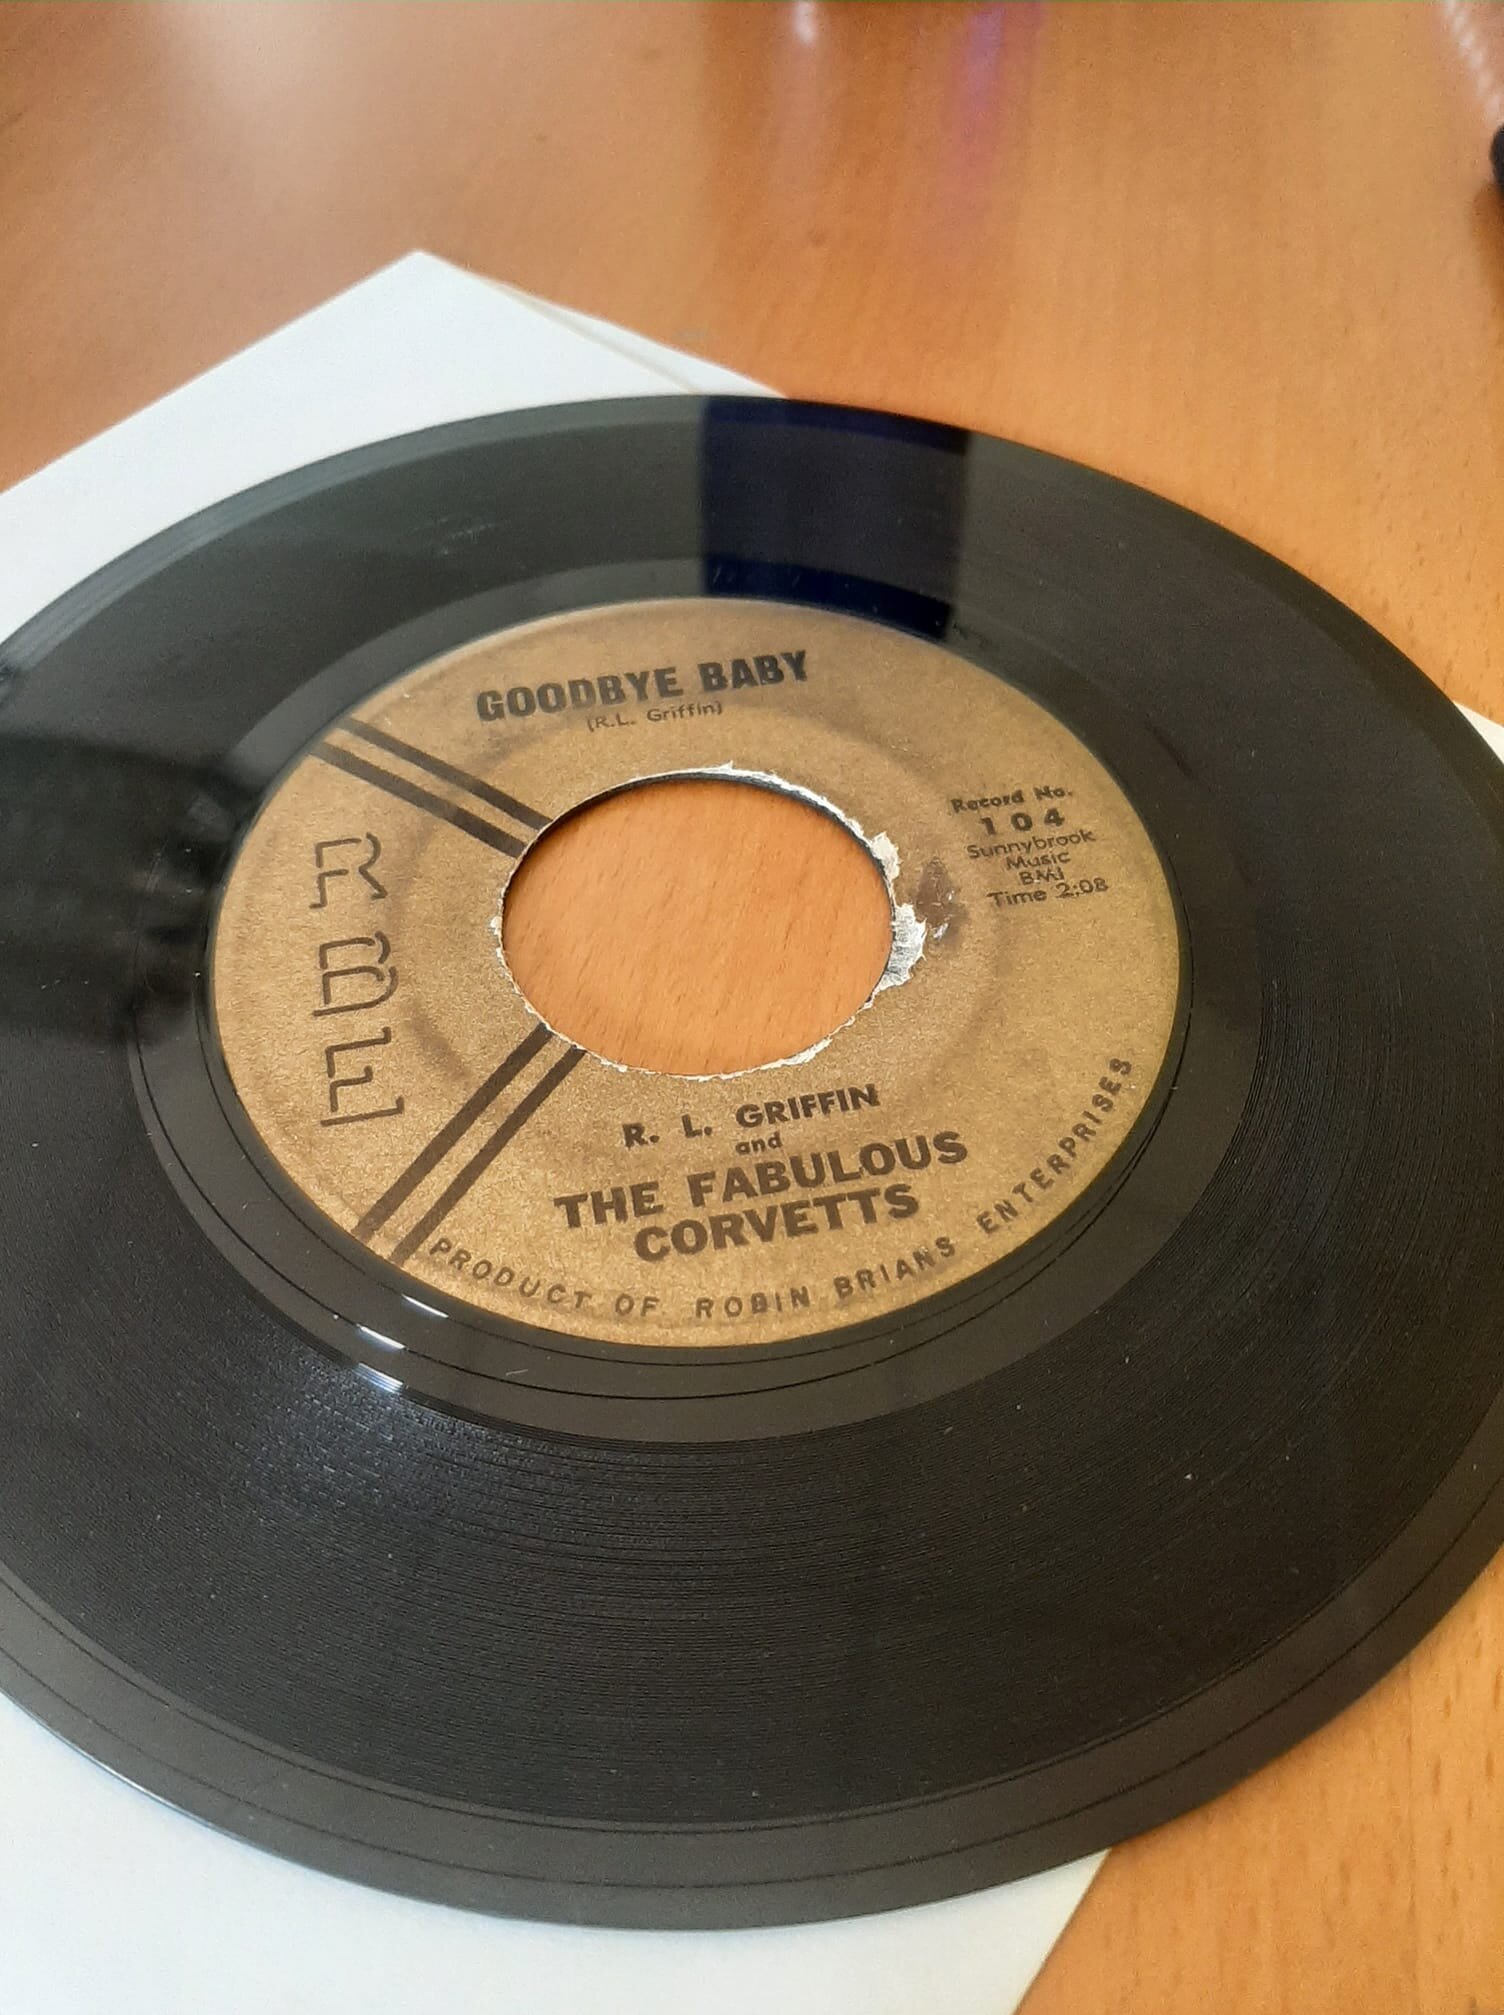 GOODBYE BABY
(R.L. Griffin)
RBE
Record No.
104
Sunnybrook
Music
BMI
Time 2:08
R. L. GRIFFIN
and
THE FABULOUS
CORVETTS
PRODUCT OF ROBIN BRIANS ENTERPRISES